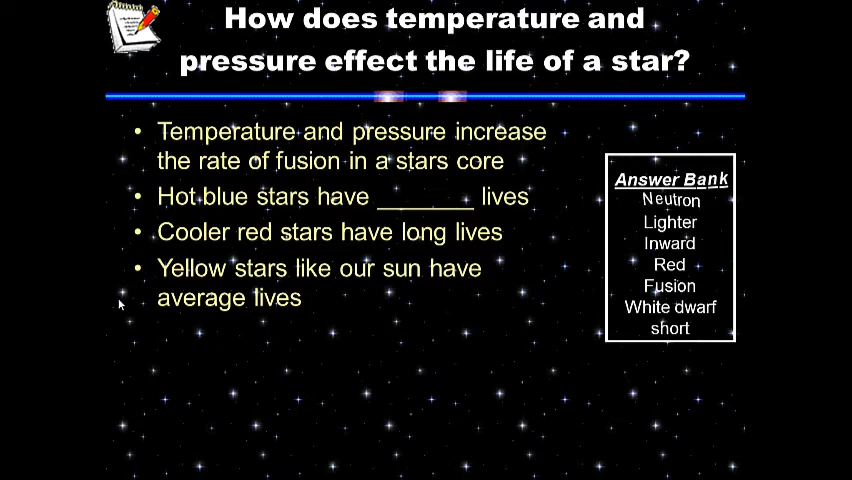 How does temperature and
pressure effect the life of a star?
• Temperature and pressure increase
the rate of fusion in a stars core
• Hot blue stars have _______ lives
• Cooler red stars have long lives
• Yellow stars like our sun have
average lives
Answer Bank
Neutron
Lighter
Inward
Red
Fusion
White dwarf
short